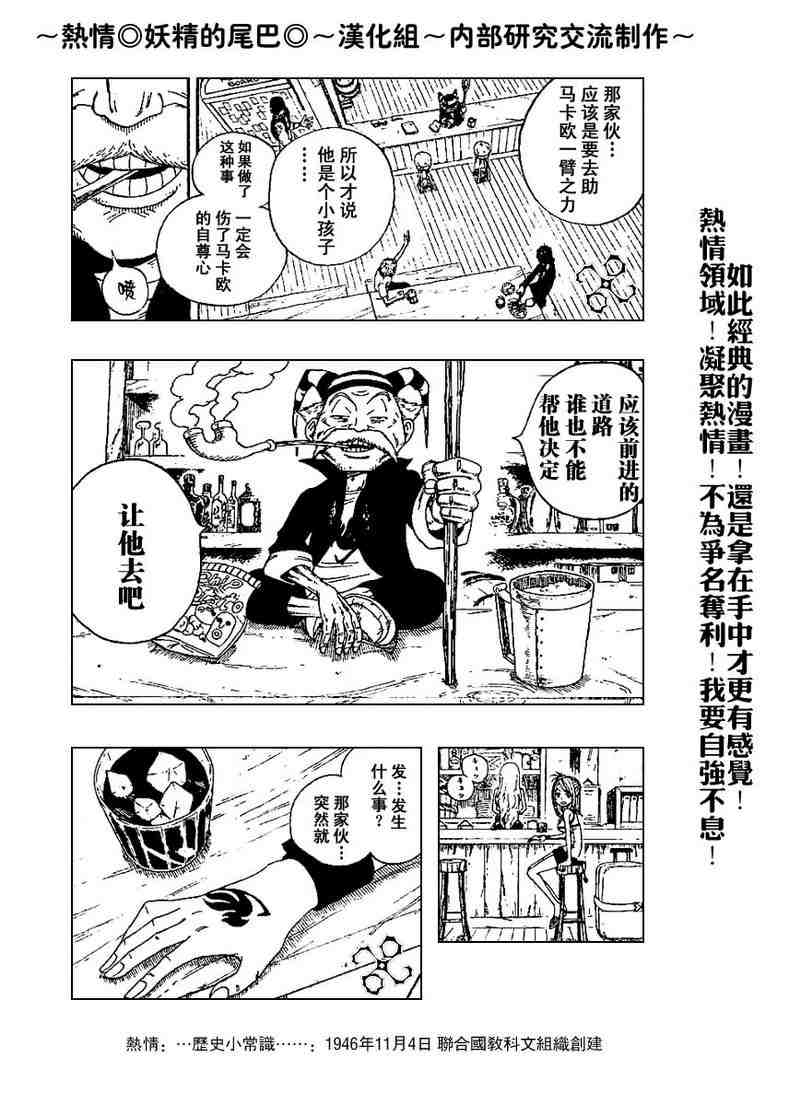 ～熱情◎妖精的尾巴◎～漢化組～内部研究交流制作～
那家伙…
应该是要去助
马卡欧一臂之力
所以才说
他是个小孩子
……
如果做了
这种事
一定会
伤了马卡欧
的自尊心
喷
应该前进的
道路
谁也不能
帮他决定
让他去吧
发…发生
什么事？
那家伙…
突然就
如此經典的漫畫！還是拿在手中才更有感覺！
熱情領域！凝聚熱情！不為爭名奪利！我要自強不息！
熱情：…歷史小常識……：1946年11月4日 聯合國教科文組織創建